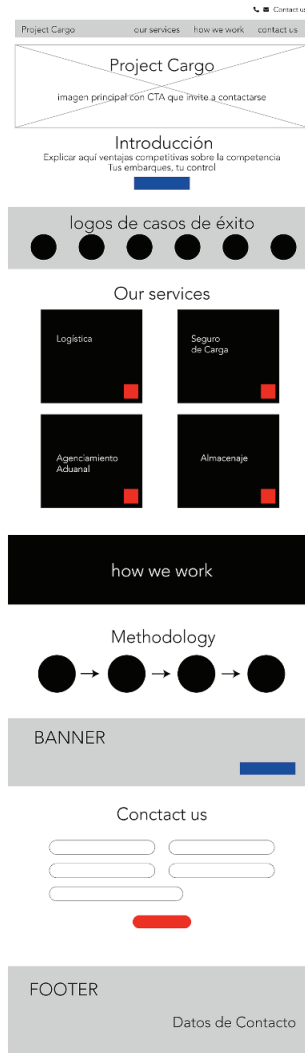 Contact us
Project Cargo our services how we work contact us
Project Cargo
imagen principal con CTA que invite a contactarse
Introducción
Explicar aquí ventajas competitivas sobre la competencia
Tus embarques, tu control
logos de casos de éxito
Our services
Logística
Seguro
de Carga
Agenciamiento
Aduanal
Almacenaje
how we work
Methodology
BANNER
Conctact us
FOOTER
Datos de Contacto